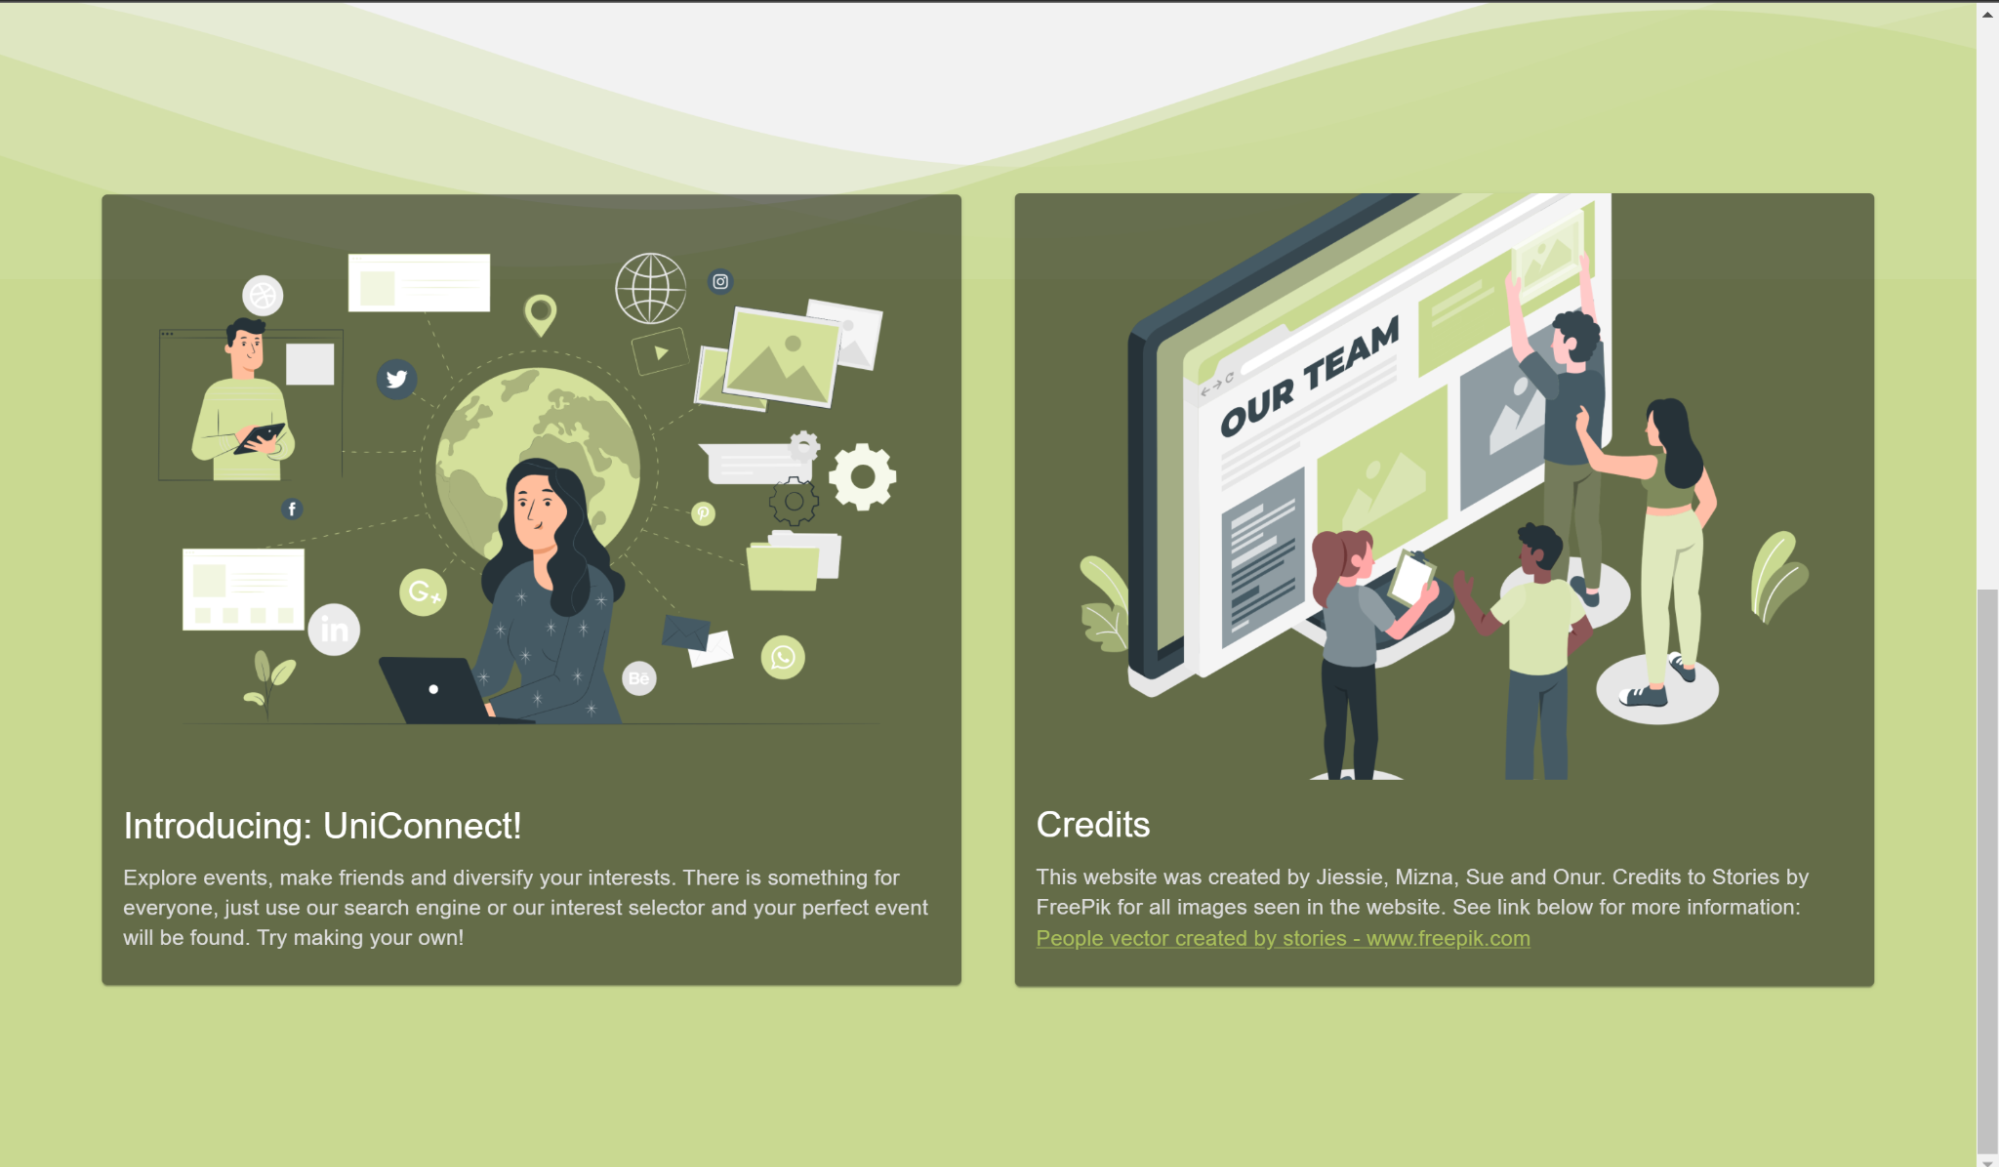 f
G+
in
Bē
OUR TEAM
Introducing: UniConnect!
Explore events, make friends and diversify your interests. There is something for
everyone, just use our search engine or our interest selector and your perfect event
will be found. Try making your own!
Credits
This website was created by Jiessie, Mizna, Sue and Onur. Credits to Stories by
FreePik for all images seen in the website. See link below for more information:
People vector created by stories - www.freepik.com